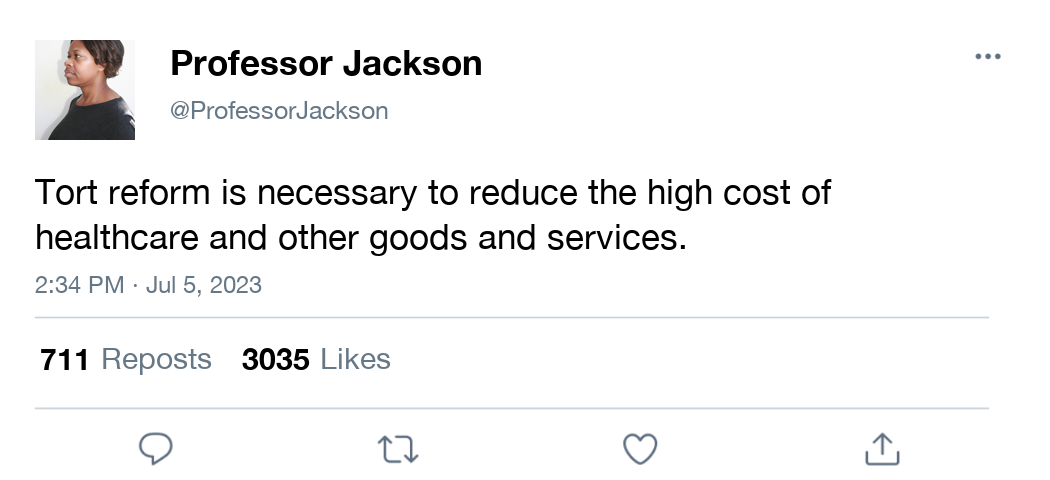 Professor Jackson
@ProfessorJackson
Tort reform is necessary to reduce the high cost of
healthcare and other goods and services.
2:34 PM · Jul 5, 2023
711 Reposts 3035 Likes